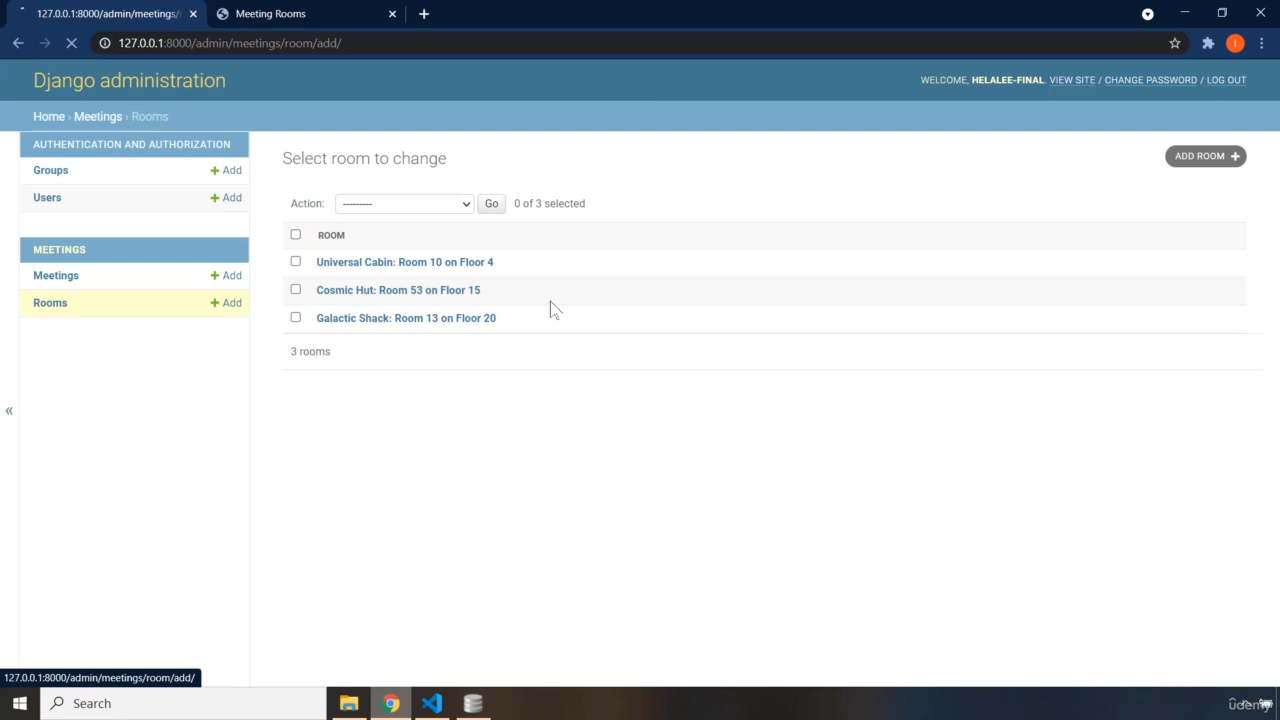 127.0.0.1:8000/admin/meetings/
Meeting Rooms
127.0.0.1:8000/admin/meetings/room/add/
Django administration
WELCOME, HELALEE-FINAL. VIEW SITE / CHANGE PASSWORD / LOG OUT
Home › Meetings › Rooms
AUTHENTICATION AND AUTHORIZATION
Groups + Add
Users + Add
MEETINGS
Meetings + Add
Rooms + Add
«
Select room to change
ADD ROOM +
Action: --------- Go 0 of 3 selected
ROOM
Universal Cabin: Room 10 on Floor 4
Cosmic Hut: Room 53 on Floor 15
Galactic Shack: Room 13 on Floor 20
3 rooms
127.0.0.1:8000/admin/meetings/room/add/
Search
udemy